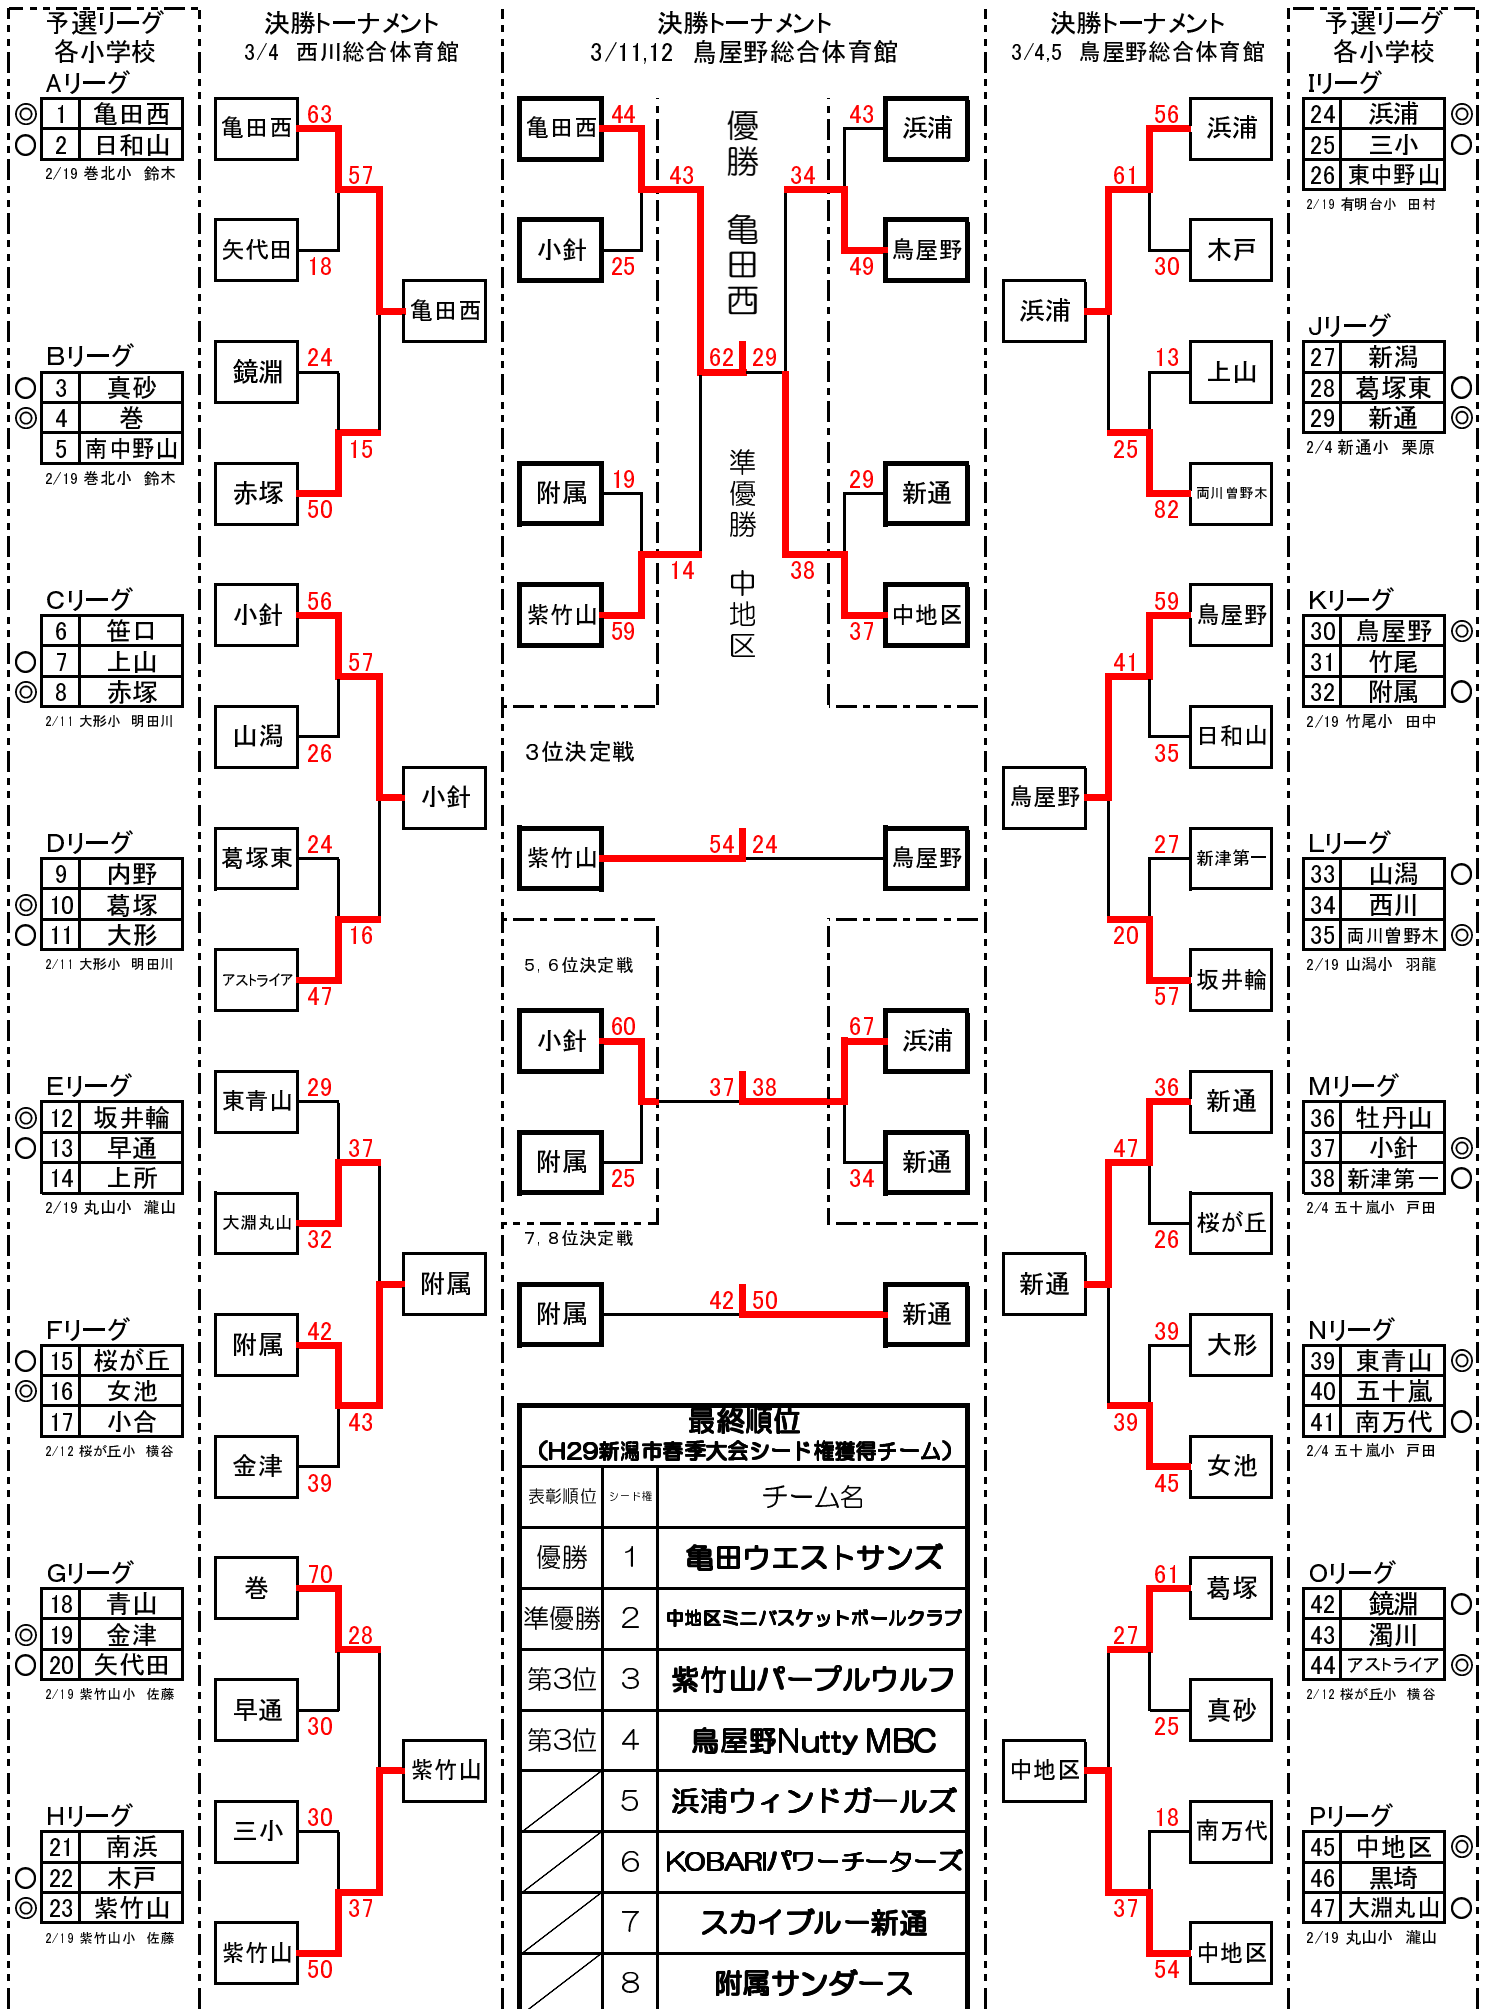 予選リーグ
各小学校
Aリーグ
◎ 1 亀田西
○ 2 日和山
2/19 巻北小 鈴木
Bリーグ
○ 3 真砂
◎ 4 巻
5 南中野山
2/19 巻北小 鈴木
Cリーグ
6 笹口
○ 7 上山
◎ 8 赤塚
2/11 大形小 明田川
Dリーグ
9 内野
◎ 10 葛塚
○ 11 大形
2/11 大形小 明田川
Eリーグ
◎ 12 坂井輪
○ 13 早通
14 上所
2/19 丸山小 瀧山
Fリーグ
○ 15 桜が丘
◎ 16 女池
17 小合
2/12 桜が丘小 横谷
Gリーグ
18 青山
◎ 19 金津
○ 20 矢代田
2/19 紫竹山小 佐藤
Hリーグ
21 南浜
○ 22 木戸
◎ 23 紫竹山
2/19 紫竹山小 佐藤
決勝トーナメント
3/4 西川総合体育館
亀田西 63
57
矢代田 18
亀田西
鏡淵 24
15
赤塚 50
小針 56
57
山潟 26
小針
葛塚東 24
16
アストライア 47
東青山 29
37
大淵丸山 32
附属
附属 42
43
金津 39
巻 70
28
早通 30
紫竹山
三小 30
37
紫竹山 50
決勝トーナメント
3/11,12 鳥屋野総合体育館
亀田西 44
43
小針 25
優勝 亀田西
43 浜浦
34
49 鳥屋野
62 29
附属 19
14
紫竹山 59
準優勝 中地区
29 新通
38
37 中地区
3位決定戦
紫竹山 54 24 鳥屋野
5,6位決定戦
小針 60
67 浜浦
37 38
附属 25
34 新通
7,8位決定戦
附属 42 50 新通
最終順位
（H29新潟市春季大会シード権獲得チーム）
表彰順位 シード権 チーム名
優勝 1 亀田ウエストサンズ
準優勝 2 中地区ミニバスケットボールクラブ
第3位 3 紫竹山パープルウルフ
第3位 4 鳥屋野Nutty MBC
5 浜浦ウィンドガールズ
6 KOBARIパワーチーターズ
7 スカイブルー新通
8 附属サンダース
決勝トーナメント
3/4,5 鳥屋野総合体育館
56 浜浦
61
30 木戸
浜浦
13 上山
25
82 両川曽野木
59 鳥屋野
41
35 日和山
鳥屋野
27 新津第一
20
57 坂井輪
36 新通
47
26 桜が丘
新通
39 大形
39
45 女池
61 葛塚
27
25 真砂
中地区
18 南万代
37
54 中地区
予選リーグ
各小学校
Iリーグ
24 浜浦 ◎
25 三小 ○
26 東中野山
2/19 有明台小 田村
Jリーグ
27 新潟
28 葛塚東 ○
29 新通 ◎
2/4 新通小 栗原
Kリーグ
30 鳥屋野 ◎
31 竹尾
32 附属 ○
2/19 竹尾小 田中
Lリーグ
33 山潟 ○
34 西川
35 両川曽野木 ◎
2/19 山潟小 羽龍
Mリーグ
36 牡丹山
37 小針 ◎
38 新津第一 ○
2/4 五十嵐小 戸田
Nリーグ
39 東青山 ◎
40 五十嵐
41 南万代 ○
2/4 五十嵐小 戸田
Oリーグ
42 鏡淵 ○
43 濁川
44 アストライア ◎
2/12 桜が丘小 横谷
Pリーグ
45 中地区 ◎
46 黒埼
47 大淵丸山 ○
2/19 丸山小 瀧山